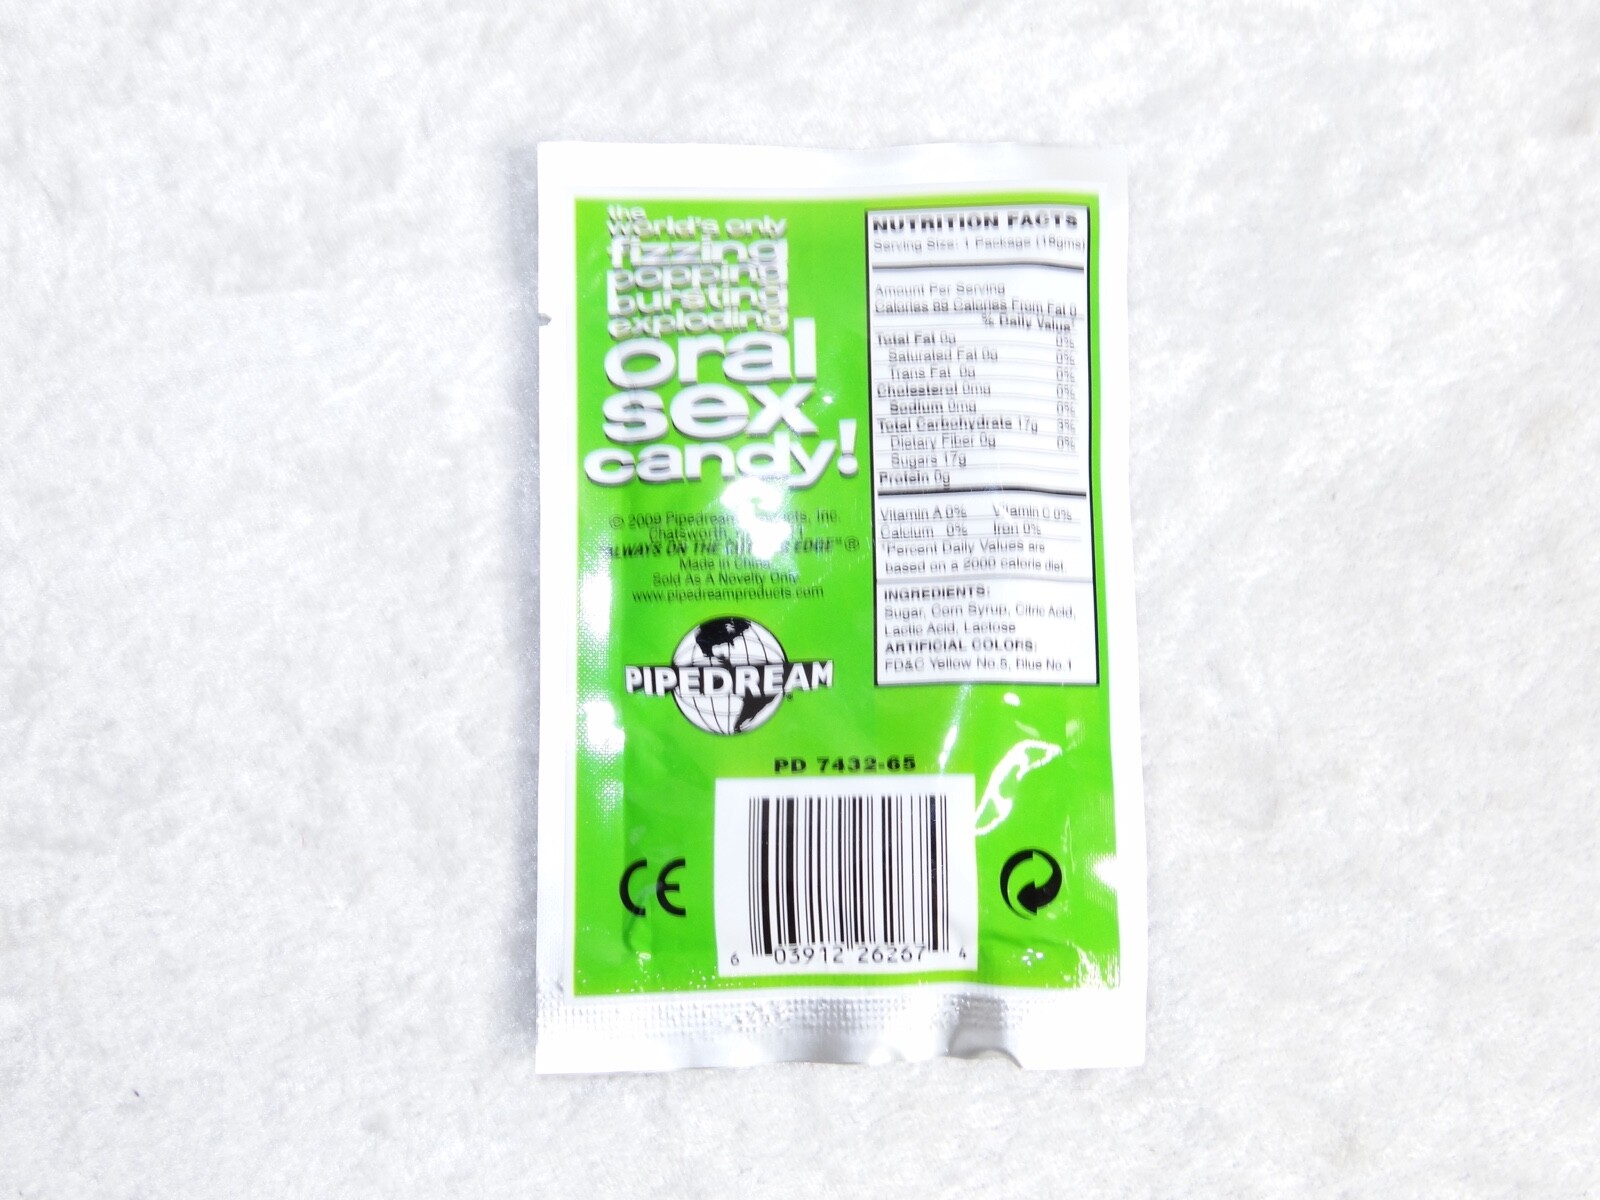 the
world's only
fizzing
popping
bursting
exploding
oral
sex
candy!
© 2009 Pipedream Inc.
Chatsworth,
ALWAYS ON THE EDGE"®
Made in China
Sold As A Novelty Only
www.pipedreamproducts.com
PIPEDREAM
NUTRITION FACTS
Serving Size: 1 Package (18gms)
Amount Per Serving
Calories 69 Calories From Fat 0
% Daily Value*
Total Fat 0g 0%
Saturated Fat 0g 0%
Trans Fat 0g 0%
Cholesterol 0mg 0%
Sodium 0mg 0%
Total Carbohydrate 17g 3%
Dietary Fiber 0g 0%
Sugars 17g
Protein 0g
Vitamin A 0% Vitamin C 0%
Calcium 0% Iron 0%
*Percent Daily Values are
based on a 2000 calorie diet.
INGREDIENTS:
Sugar, Corn Syrup, Citric Acid,
Lactic Acid, Lactose
ARTIFICIAL COLORS:
FD&C Yellow No.5, Blue No.1
PD 7432-65
CE
6 03912 26267 4